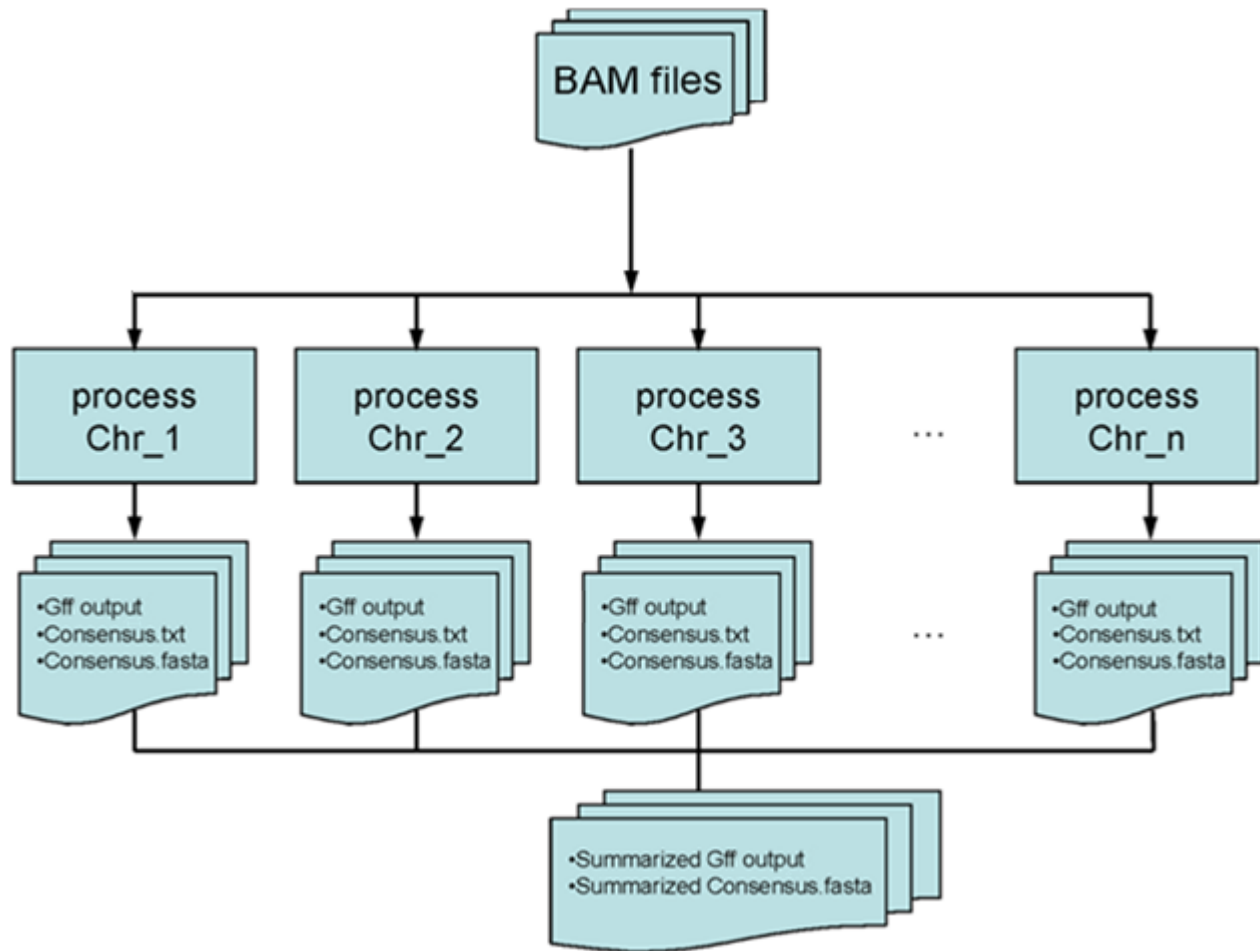 BAM files
process
Chr_1
process
Chr_2
process
Chr_3
...
process
Chr_n
•Gff output
•Consensus.txt
•Consensus.fasta
•Gff output
•Consensus.txt
•Consensus.fasta
•Gff output
•Consensus.txt
•Consensus.fasta
...
•Gff output
•Consensus.txt
•Consensus.fasta
•Summarized Gff output
•Summarized Consensus.fasta